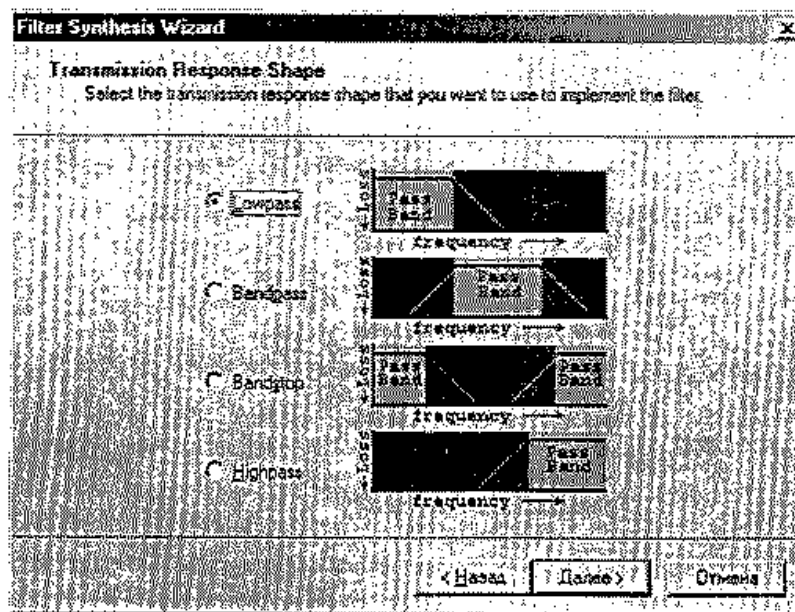 Filter Synthesis Wizard
Transmission Response Shape
Select the transmission response shape that you want to use to implement the filter.
Lowpass
←Loss
Pass
Band
frequency →
Bandpass
←Loss
Pass
Band
frequency →
Bandstop
←Loss
Pass
Band
Pass
Band
frequency →
Highpass
←Loss
Pass
Band
frequency →
< Назад
Далее >
Отмена